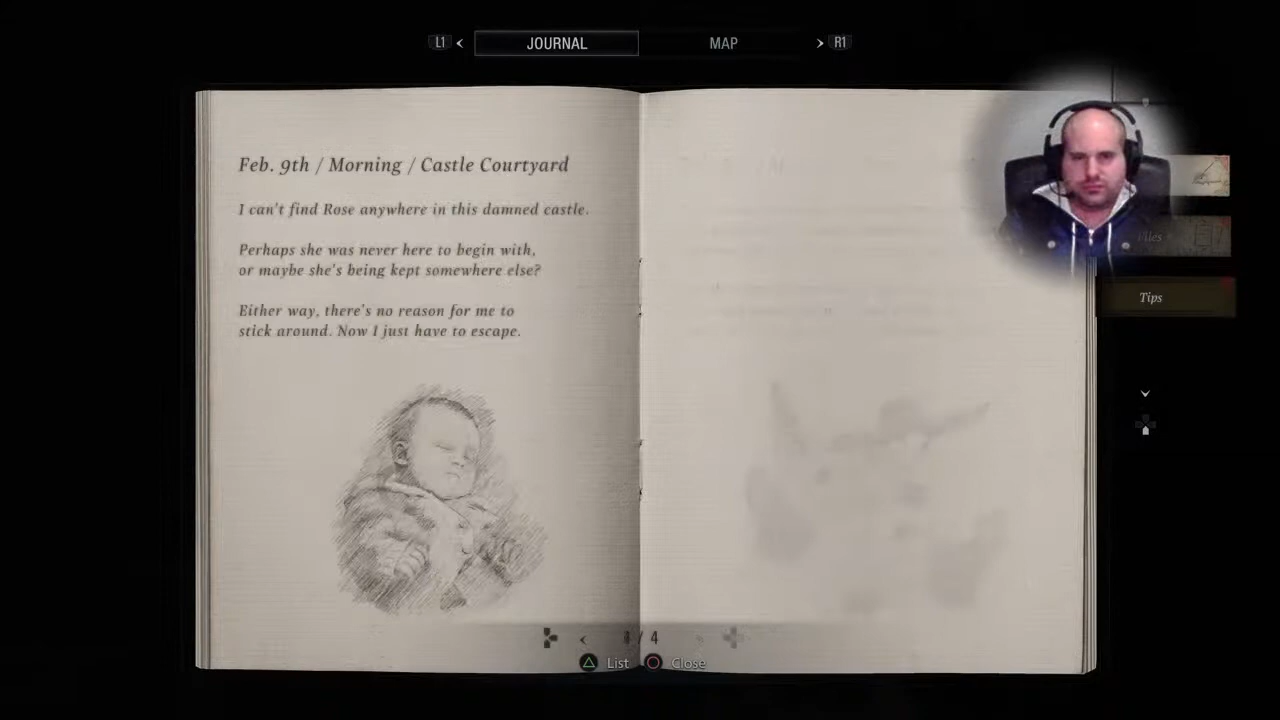 L1 JOURNAL MAP R1
Feb. 9th / Morning / Castle Courtyard
I can't find Rose anywhere in this damned castle.
Perhaps she was never here to begin with,
or maybe she's being kept somewhere else?
Either way, there's no reason for me to
stick around. Now I just have to escape.
Files
Tips
/ 4
List Close